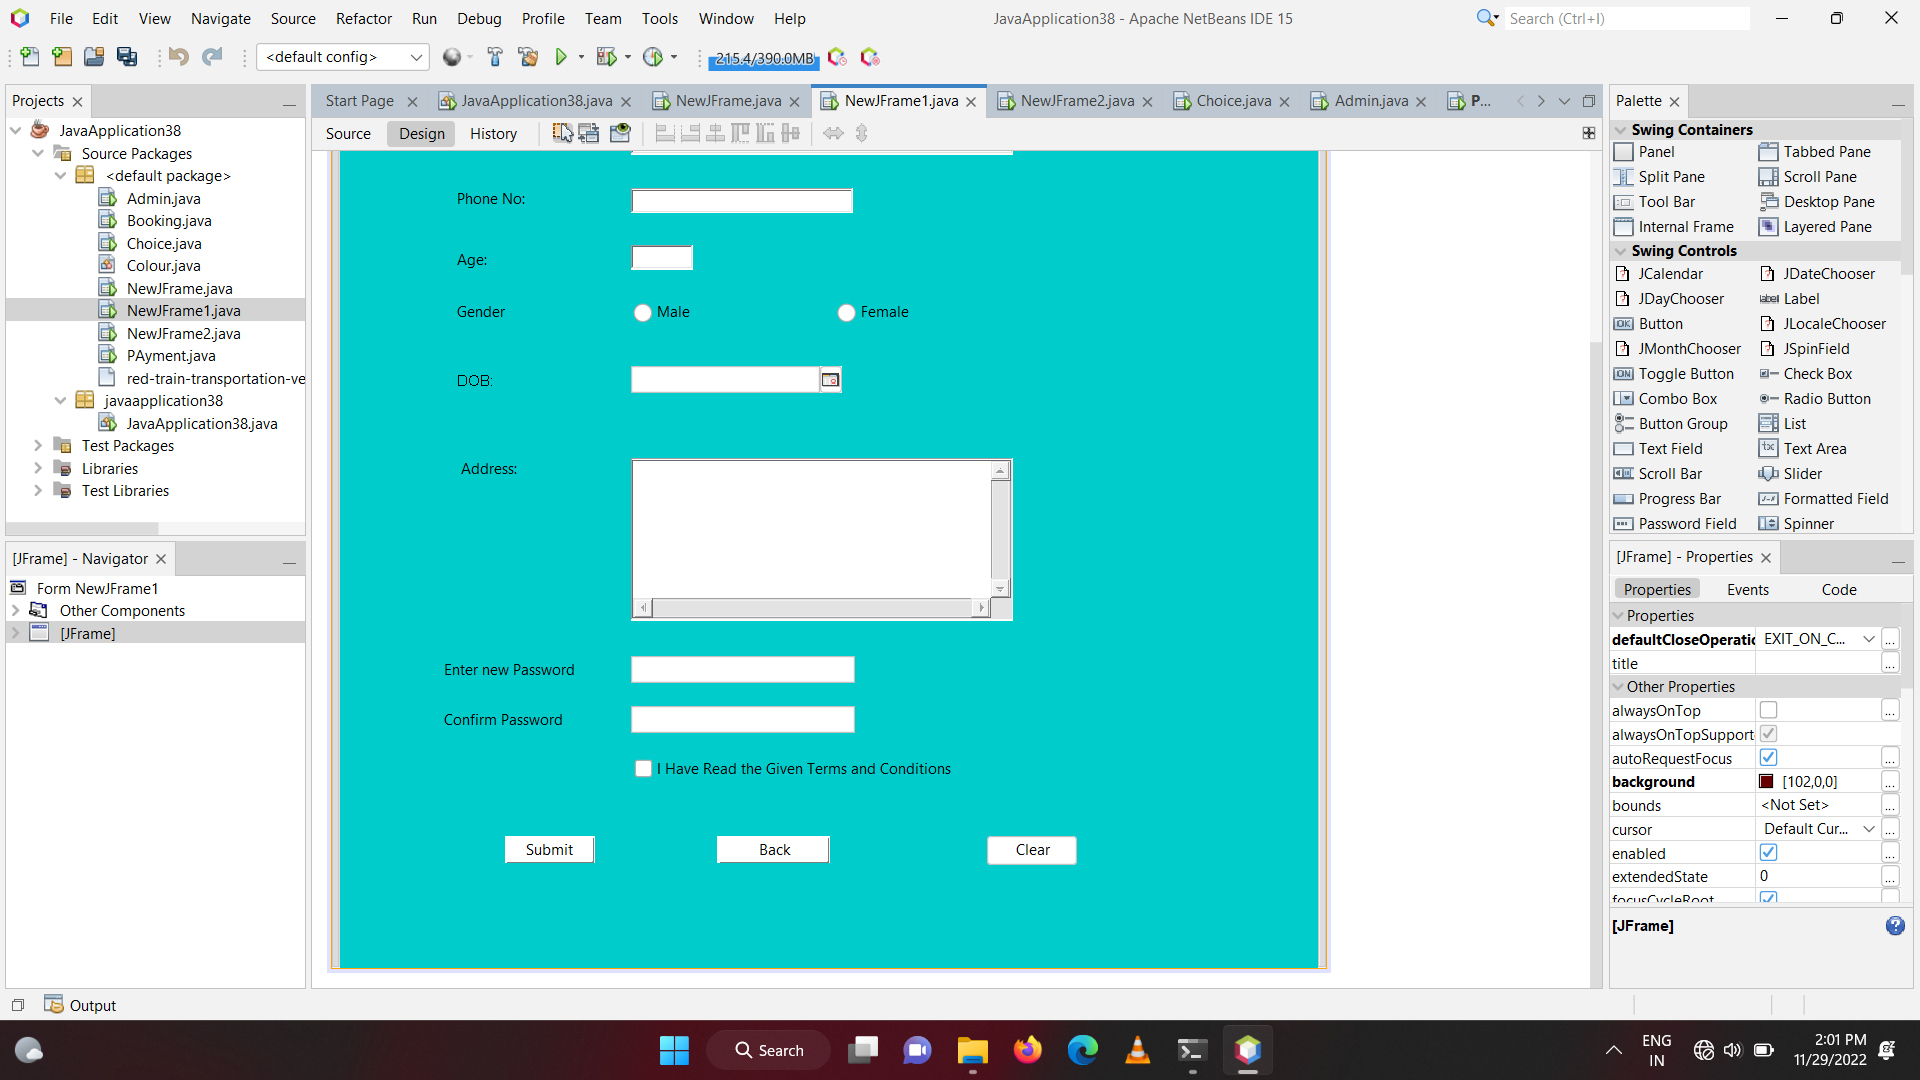 File Edit View Navigate Source Refactor Run Debug Profile Team Tools Window Help
JavaApplication38 - Apache NetBeans IDE 15
Search (Ctrl+I)
<default config>
215.4/390.0MB
Projects
JavaApplication38
Source Packages
<default package>
Admin.java
Booking.java
Choice.java
Colour.java
NewJFrame.java
NewJFrame1.java
NewJFrame2.java
PAyment.java
red-train-transportation-ve
javaapplication38
JavaApplication38.java
Test Packages
Libraries
Test Libraries
[JFrame] - Navigator
Form NewJFrame1
Other Components
[JFrame]
Start Page JavaApplication38.java NewJFrame.java NewJFrame1.java NewJFrame2.java Choice.java Admin.java P...
Source Design History
Phone No:
Age:
Gender Male Female
DOB:
Address:
Enter new Password
Confirm Password
I Have Read the Given Terms and Conditions
Submit Back Clear
Palette
Swing Containers
Panel Tabbed Pane
Split Pane Scroll Pane
Tool Bar Desktop Pane
Internal Frame Layered Pane
Swing Controls
JCalendar JDateChooser
JDayChooser label Label
OK Button JLocaleChooser
JMonthChooser JSpinField
ON Toggle Button Check Box
Combo Box Radio Button
Button Group List
Text Field Text Area
Scroll Bar Slider
Progress Bar Formatted Field
Password Field Spinner
[JFrame] - Properties
Properties Events Code
Properties
defaultCloseOperatio EXIT_ON_C... ...
title ...
Other Properties
alwaysOnTop ...
alwaysOnTopSupport
autoRequestFocus ...
background [102,0,0] ...
bounds <Not Set> ...
cursor Default Cur... ...
enabled ...
extendedState 0 ...
focusCycleRoot
[JFrame]
Output
Search
ENG
IN
2:01 PM
11/29/2022